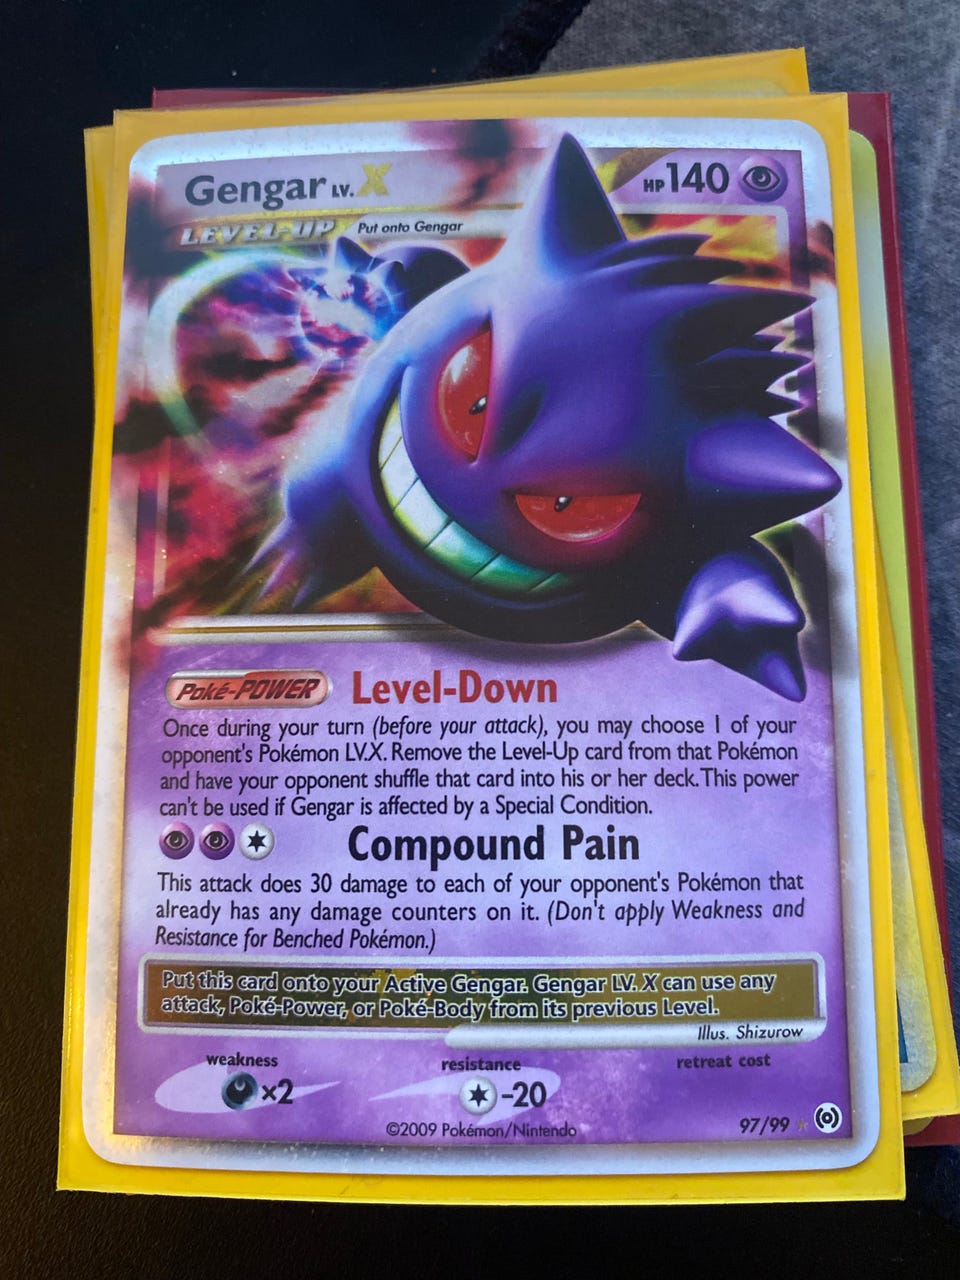 Gengar LV. X
HP 140
LEVEL-UP Put onto Gengar
Poké-POWER Level-Down
Once during your turn (before your attack), you may choose 1 of your
opponent's Pokémon LV.X. Remove the Level-Up card from that Pokémon
and have your opponent shuffle that card into his or her deck. This power
can't be used if Gengar is affected by a Special Condition.
Compound Pain
This attack does 30 damage to each of your opponent's Pokémon that
already has any damage counters on it. (Don't apply Weakness and
Resistance for Benched Pokémon.)
Put this card onto your Active Gengar. Gengar LV. X can use any
attack, Poké-Power, or Poké-Body from its previous Level.
Illus. Shizurow
weakness resistance retreat cost
×2 -20
©2009 Pokémon/Nintendo 97/99